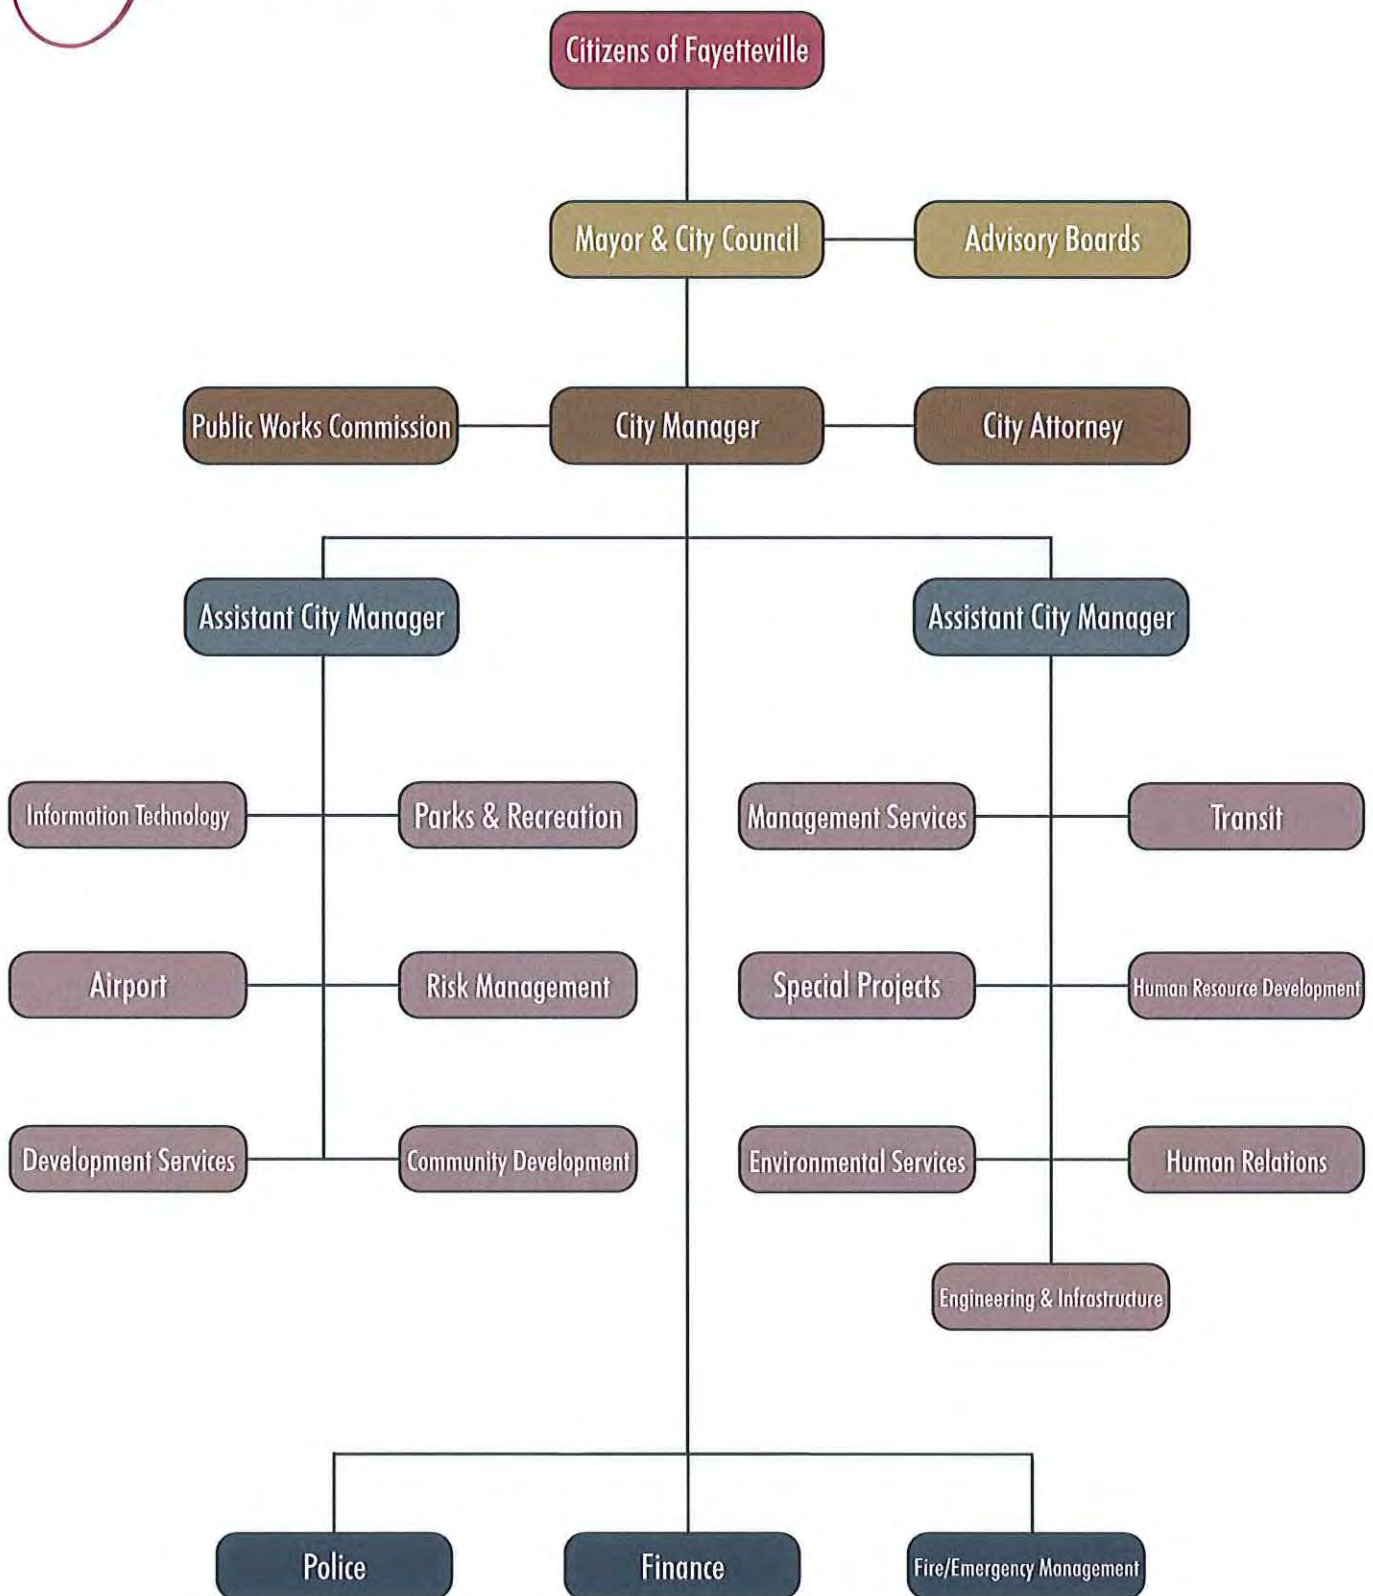 Citizens of Fayetteville
Mayor & City Council
Advisory Boards
Public Works Commission
City Manager
City Attorney
Assistant City Manager
Assistant City Manager
Information Technology
Parks & Recreation
Management Services
Transit
Airport
Risk Management
Special Projects
Human Resource Development
Development Services
Community Development
Environmental Services
Human Relations
Engineering & Infrastructure
Police
Finance
Fire/Emergency Management